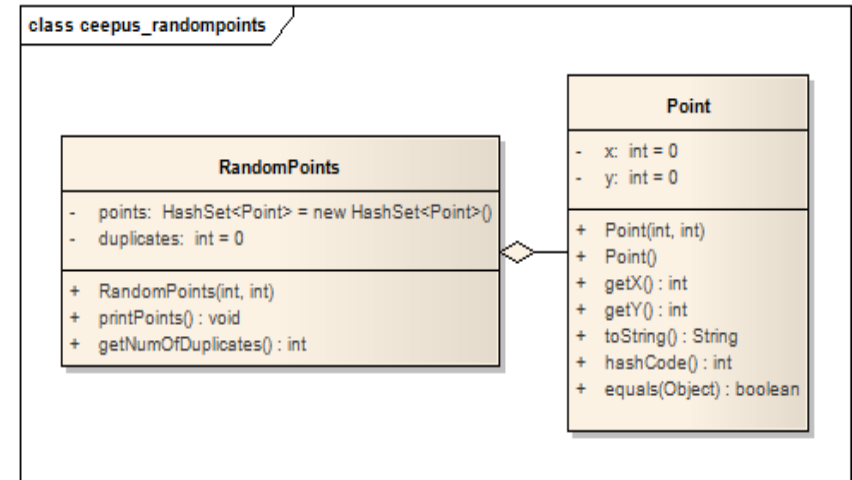 class ceepus_randompoints
RandomPoints
- points: HashSet<Point> = new HashSet<Point>()
- duplicates: int = 0
+ RandomPoints(int, int)
+ printPoints() : void
+ getNumOfDuplicates() : int
Point
- x: int = 0
- y: int = 0
+ Point(int, int)
+ Point()
+ getX() : int
+ getY() : int
+ toString() : String
+ hashCode() : int
+ equals(Object) : boolean